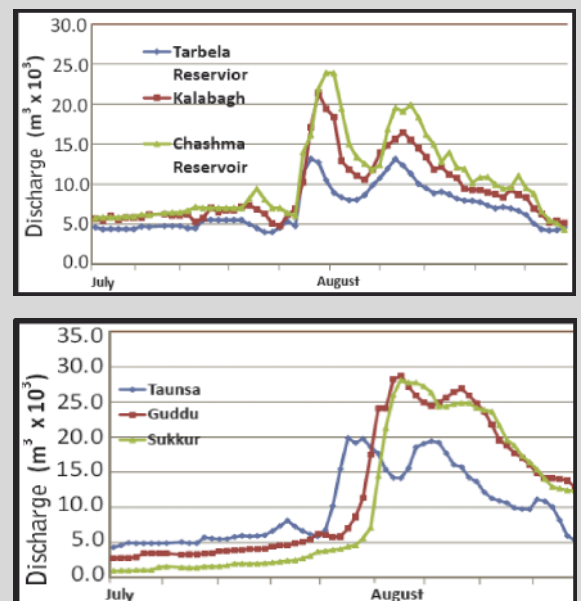 30.0
25.0
20.0
15.0
10.0
5.0
0.0
Discharge (m³ x 10³)
Tarbela
Reservior
Kalabagh
Chashma
Reservoir
July
August
35.0
30.0
25.0
20.0
15.0
10.0
5.0
0.0
Discharge (m³ x 10³)
Taunsa
Guddu
Sukkur
July
August